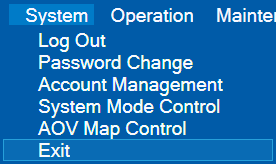 System Operation
Log Out
Password Change
Account Management
System Mode Control
AOV Map Control
Exit